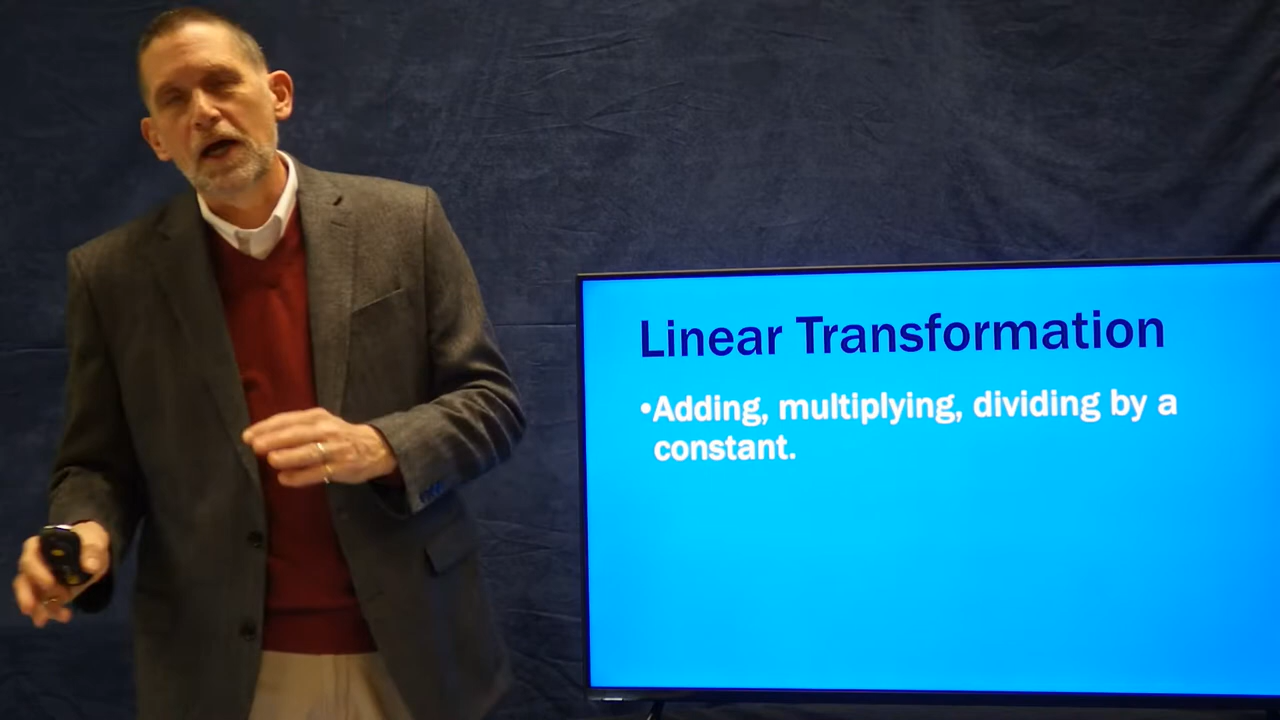 Linear Transformation
•Adding, multiplying, dividing by a
constant.